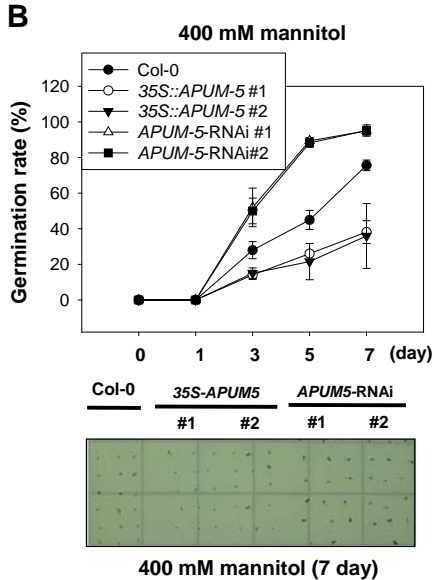 B
400 mM mannitol
Col-0
35S::APUM-5 #1
35S::APUM-5 #2
APUM-5-RNAi #1
APUM-5-RNAi#2
Germination rate (%)
120
100
80
60
40
20
0
0 1 3 5 7 (day)
Col-0 35S-APUM5 APUM5-RNAi
#1 #2 #1 #2
400 mM mannitol (7 day)